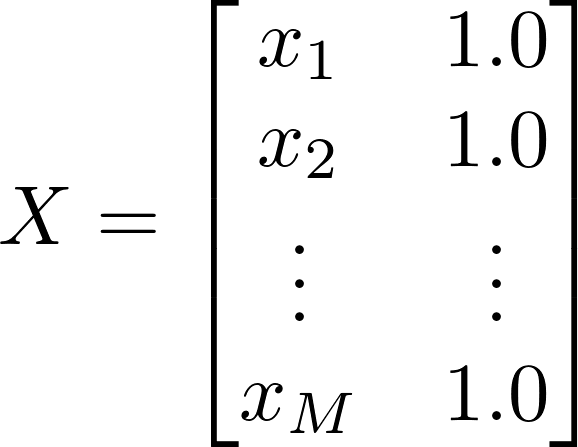 x₁ 1.0
x₂ 1.0
X =
⋮ ⋮
x_M 1.0